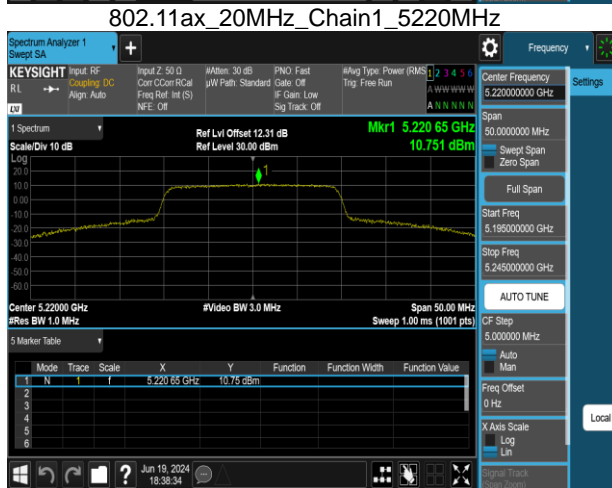 802.11ax_20MHz_Chain1_5220MHz
Spectrum Analyzer 1
Swept SA
Frequency
KEYSIGHT
RL
Input: RF
Coupling: DC
Align: Auto
Input Z: 50 Ω
Corr CCorr RCal
Freq Ref: Int (S)
NFE: Off
#Atten: 30 dB
µW Path: Standard
PNO: Fast
Gate: Off
IF Gain: Low
Sig Track: Off
#Avg Type: Power (RMS
Trig: Free Run
1 2 3 4 5 6
A W W W W W
A N N N N N
Center Frequency
5.220000000 GHz
Settings
1 Spectrum
Scale/Div 10 dB
Log
Ref Lvl Offset 12.31 dB
Ref Level 30.00 dBm
Mkr1 5.220 65 GHz
10.751 dBm
20.0
10.0
0.00
-10.0
-20.0
-30.0
-40.0
-50.0
-60.0
1
Center 5.22000 GHz
#Res BW 1.0 MHz
#Video BW 3.0 MHz
Span 50.00 MHz
Sweep 1.00 ms (1001 pts)
Span
50.0000000 MHz
Swept Span
Zero Span
Full Span
Start Freq
5.195000000 GHz
Stop Freq
5.245000000 GHz
AUTO TUNE
CF Step
5.000000 MHz
Auto
Man
Freq Offset
0 Hz
X Axis Scale
Log
Lin
Signal Track
(Span Zoom)
Local
5 Marker Table
Mode Trace Scale X Y Function Function Width Function Value
1 N 1 f 5.220 65 GHz 10.75 dBm
2
3
4
5
6
?
Jun 19, 2024
18:38:34